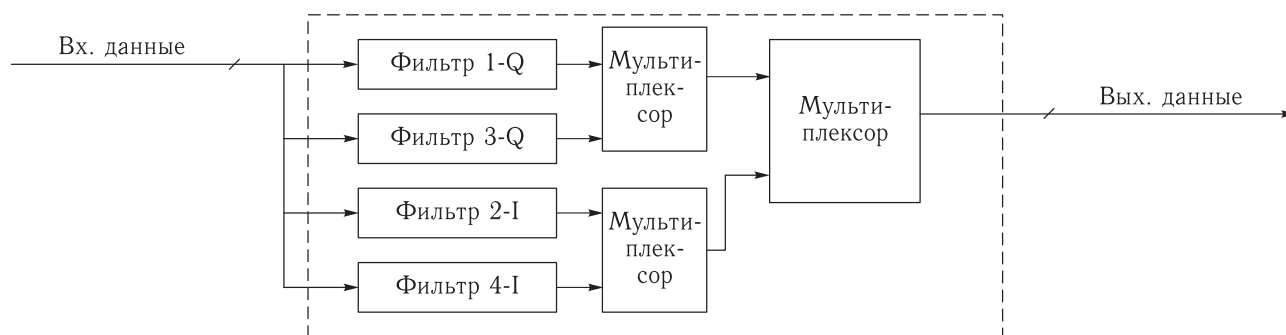 Вх. данные
Фильтр 1-Q
Фильтр 3-Q
Фильтр 2-I
Фильтр 4-I
Мульти-
плек-
сор
Мульти-
плек-
сор
Мульти-
плексор
Вых. данные